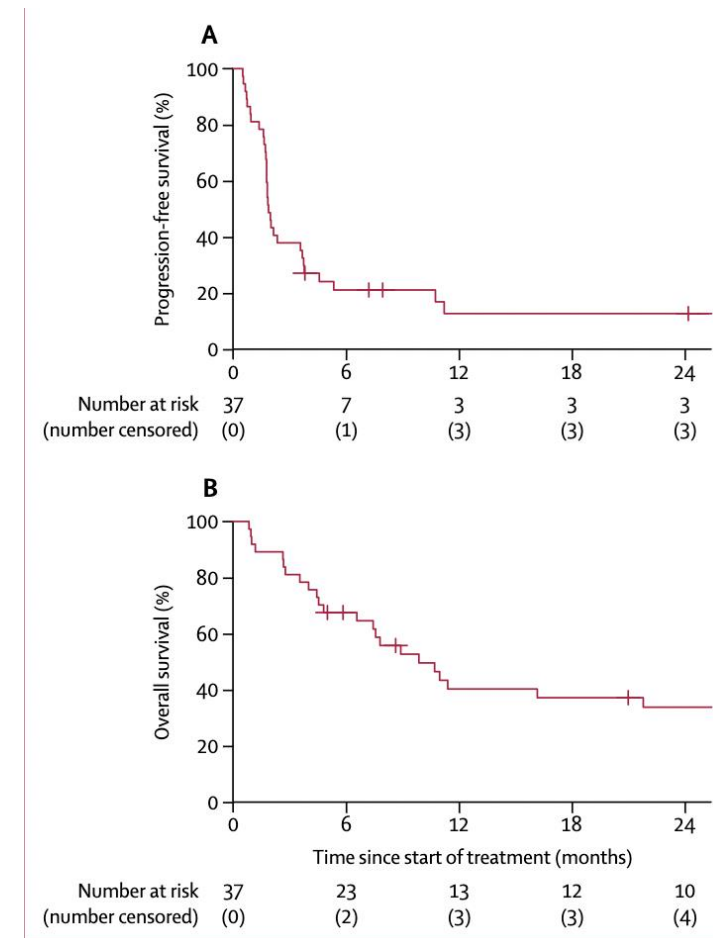 A
100
80
60
40
20
0
Progression-free survival (%)
0 6 12 18 24
Number at risk 37 7 3 3 3
(number censored) (0) (1) (3) (3) (3)
B
100
80
60
40
20
0
Overall survival (%)
0 6 12 18 24
Time since start of treatment (months)
Number at risk 37 23 13 12 10
(number censored) (0) (2) (3) (3) (4)